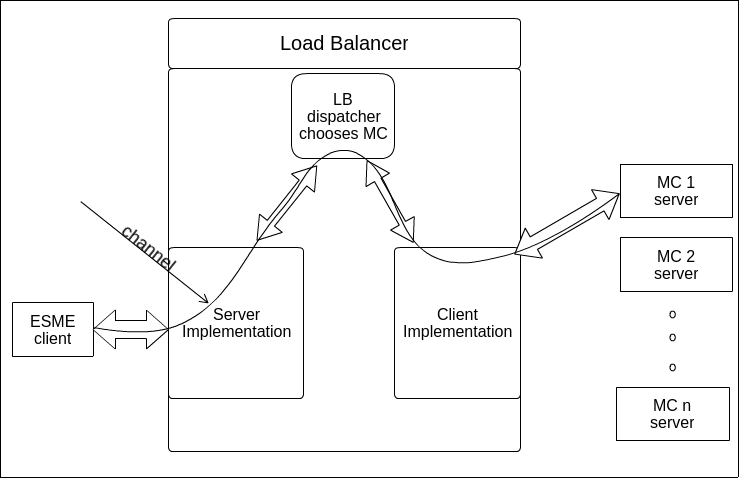 Load Balancer
LB
dispatcher
chooses MC
MC 1
server
channel
MC 2
server
ESME
client
Server
Implementation
Client
Implementation
MC n
server